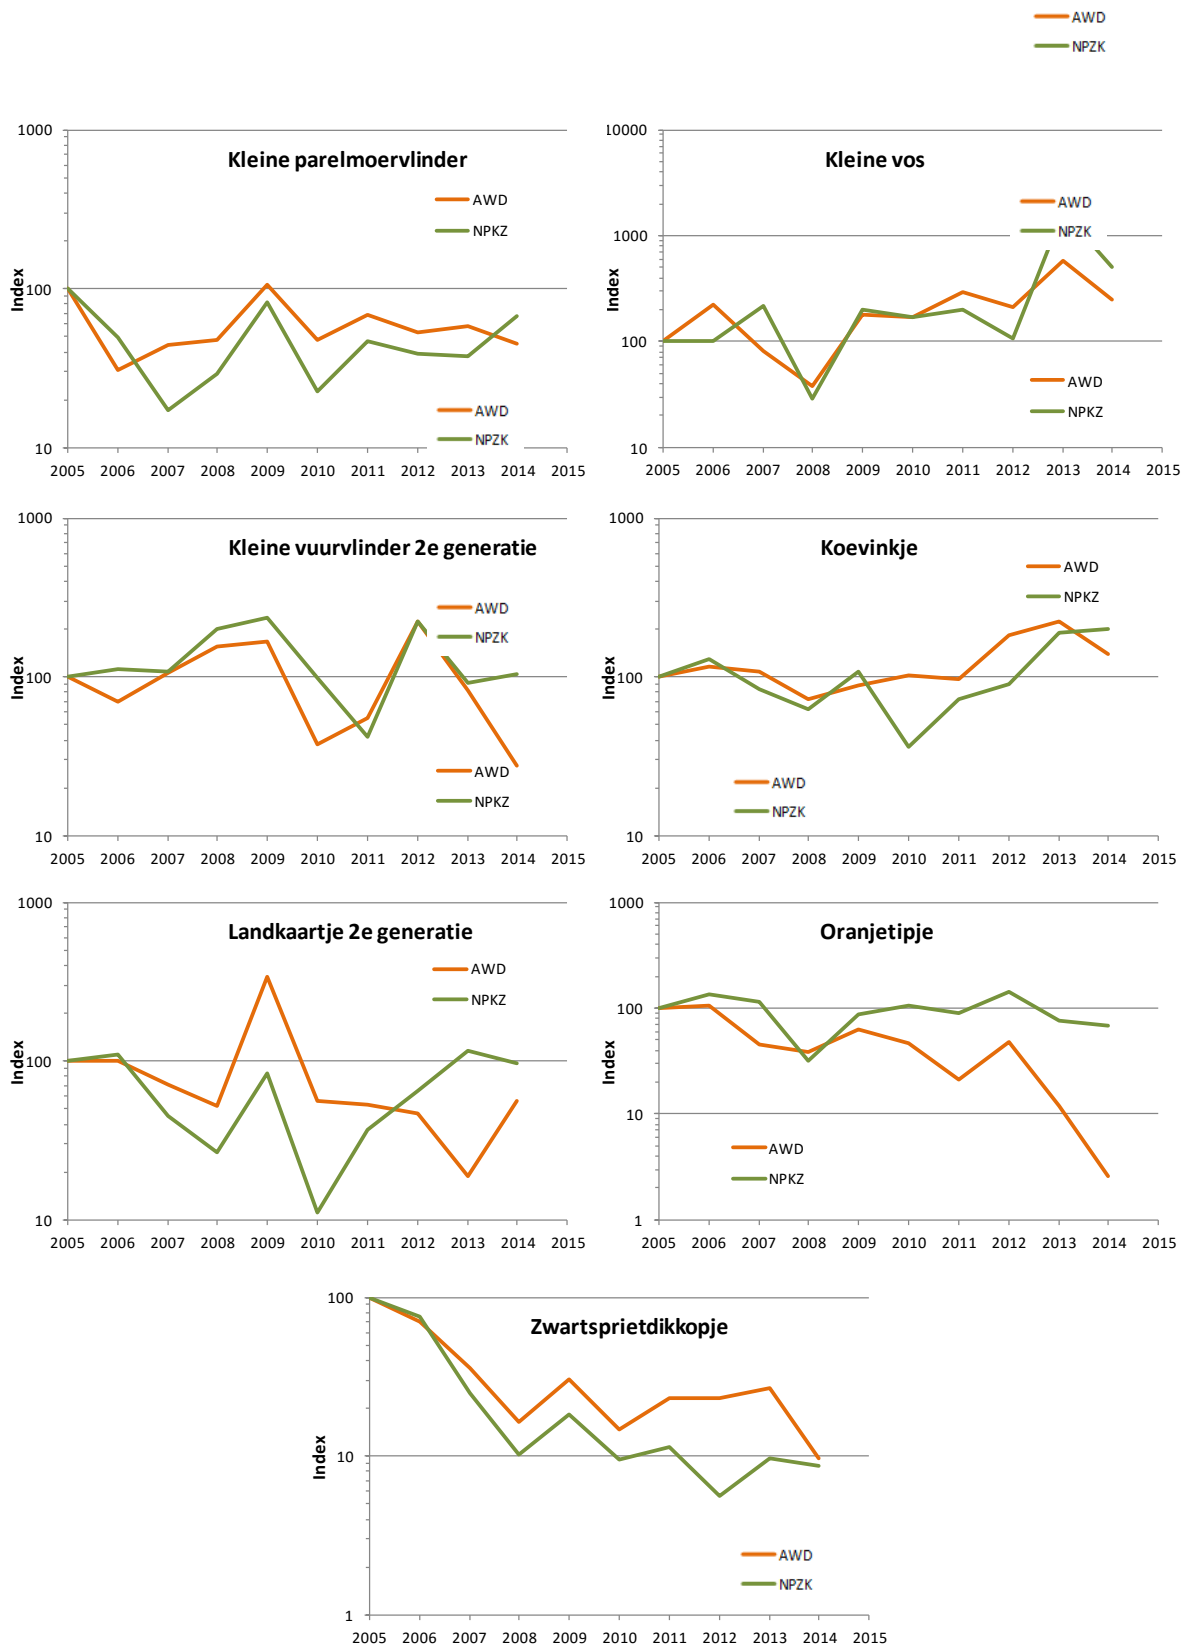 AWD
NPZK
1000
Kleine parelmoervlinder
AWD
NPKZ
100
Index
AWD
NPZK
10
2005 2006 2007 2008 2009 2010 2011 2012 2013 2014 2015
10000
Kleine vos
AWD
NPZK
1000
Index
100
AWD
NPKZ
10
2005 2006 2007 2008 2009 2010 2011 2012 2013 2014 2015
1000
Kleine vuurvlinder 2e generatie
AWD
NPZK
100
Index
AWD
NPKZ
10
2005 2006 2007 2008 2009 2010 2011 2012 2013 2014 2015
1000
Koevinkje
AWD
NPKZ
100
Index
AWD
NPZK
10
2005 2006 2007 2008 2009 2010 2011 2012 2013 2014 2015
1000
Landkaartje 2e generatie
AWD
NPKZ
100
Index
10
2005 2006 2007 2008 2009 2010 2011 2012 2013 2014 2015
1000
Oranjetipje
100
Index
10
AWD
NPKZ
1
2005 2006 2007 2008 2009 2010 2011 2012 2013 2014 2015
100
Zwartsprietdikkopje
10
Index
AWD
NPZK
1
2005 2006 2007 2008 2009 2010 2011 2012 2013 2014 2015